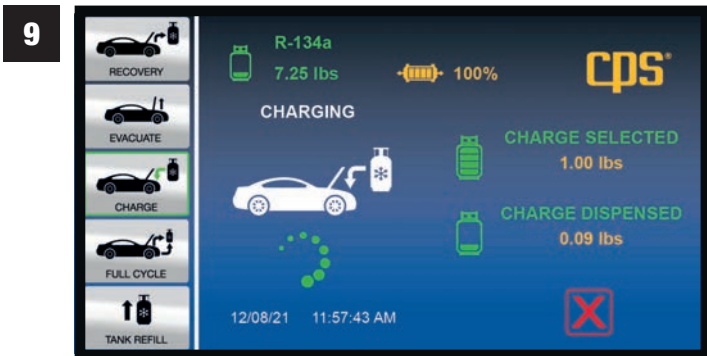 9
RECOVERY
EVACUATE
CHARGE
FULL CYCLE
TANK REFILL
R-134a
7.25 lbs
100%
cps®
CHARGING
CHARGE SELECTED
1.00 lbs
CHARGE DISPENSED
0.09 lbs
12/08/21 11:57:43 AM